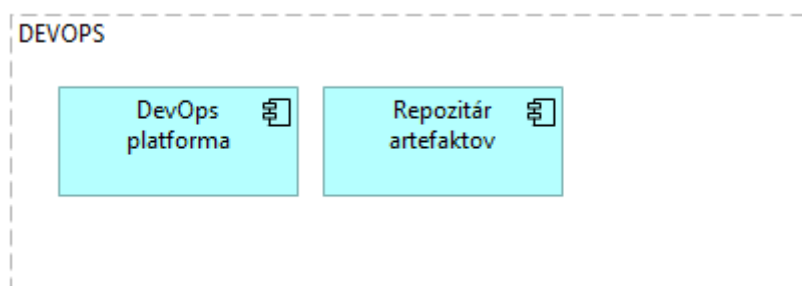 DEVOPS
DevOps
platforma
Repozitár
artefaktov